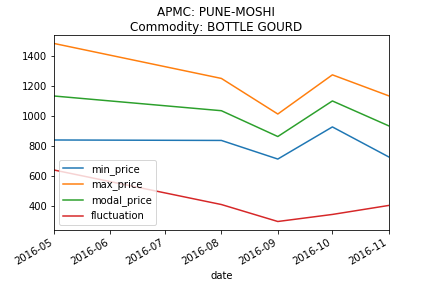 APMC: PUNE-MOSHI
Commodity: BOTTLE GOURD
1400
1200
1000
800
600
400
min_price
max_price
modal_price
fluctuation
2016-05
2016-06
2016-07
2016-08
2016-09
2016-10
2016-11
date